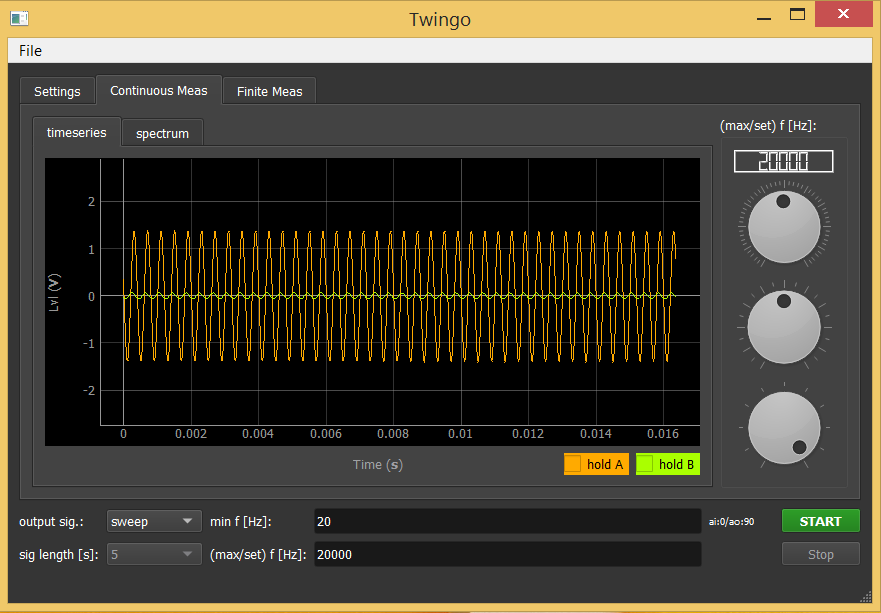 Twingo
File
Settings Continuous Meas Finite Meas
timeseries spectrum
(max/set) f [Hz]:
20000
2
1
0
-1
-2
Lvl (V)
0 0.002 0.004 0.006 0.008 0.01 0.012 0.014 0.016
Time (s)
hold A hold B
output sig.: sweep min f [Hz]: 20 ai:0/ao:90 START
sig length [s]: 5 (max/set) f [Hz]: 20000 Stop